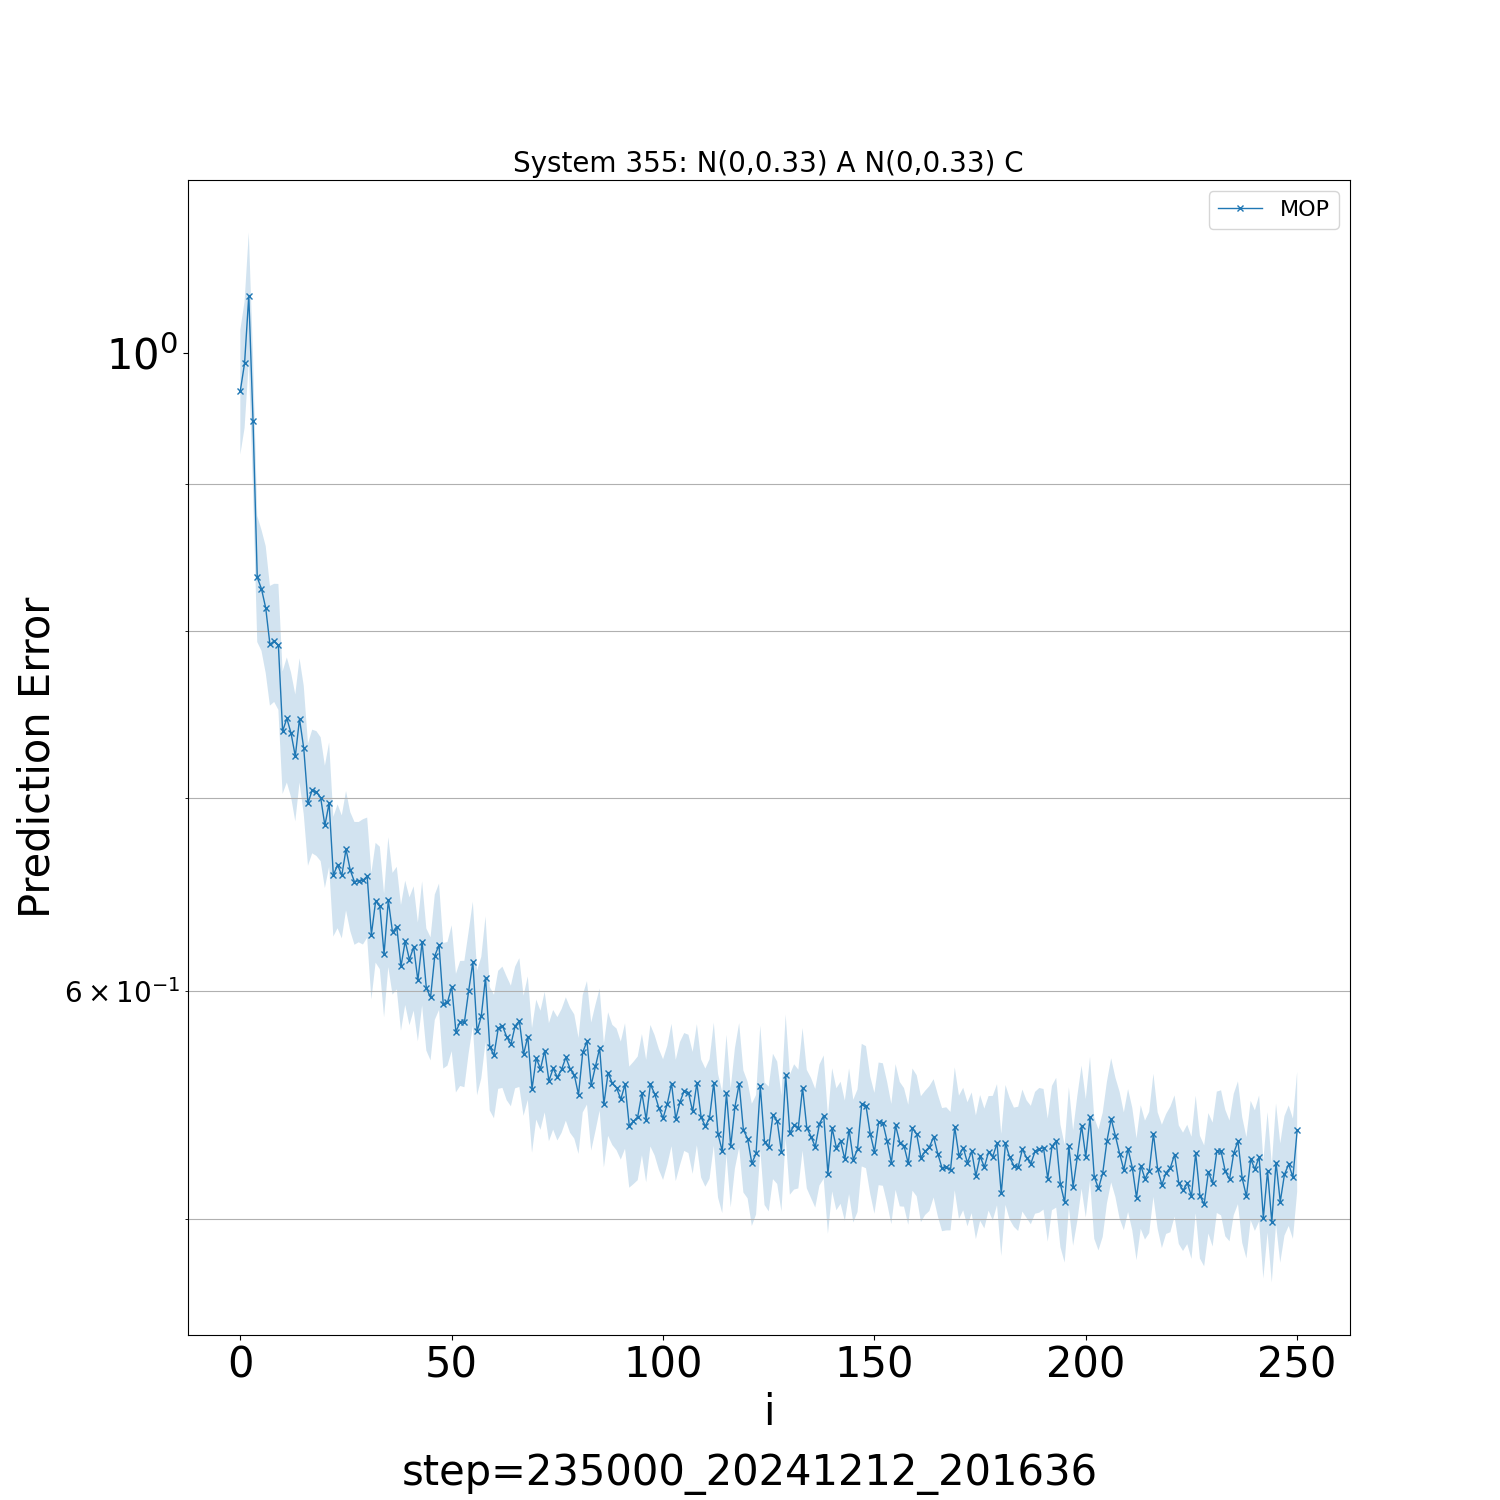 System 355: N(0,0.33) A N(0,0.33) C
MOP
10⁰
6 × 10⁻¹
Prediction Error
0 50 100 150 200 250
i
step=235000_20241212_201636